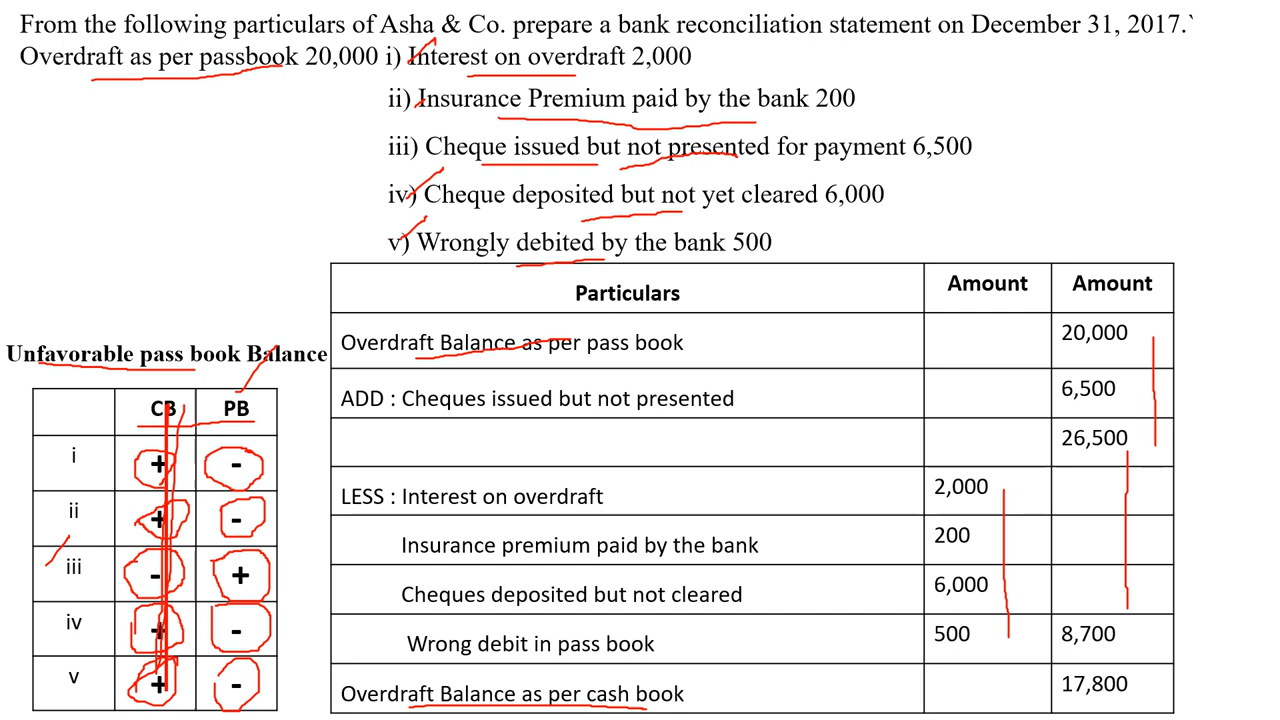 From the following particulars of Asha & Co. prepare a bank reconciliation statement on December 31, 2017.`
Overdraft as per passbook 20,000 i) Interest on overdraft 2,000
ii) Insurance Premium paid by the bank 200
iii) Cheque issued but not presented for payment 6,500
iv) Cheque deposited but not yet cleared 6,000
v) Wrongly debited by the bank 500
Particulars Amount Amount
Overdraft Balance as per pass book 20,000
ADD : Cheques issued but not presented 6,500
26,500
LESS : Interest on overdraft 2,000
Insurance premium paid by the bank 200
Cheques deposited but not cleared 6,000
Wrong debit in pass book 500 8,700
Overdraft Balance as per cash book 17,800
Unfavorable pass book Balance
CB PB
i + -
ii + -
iii - +
iv + -
v + -